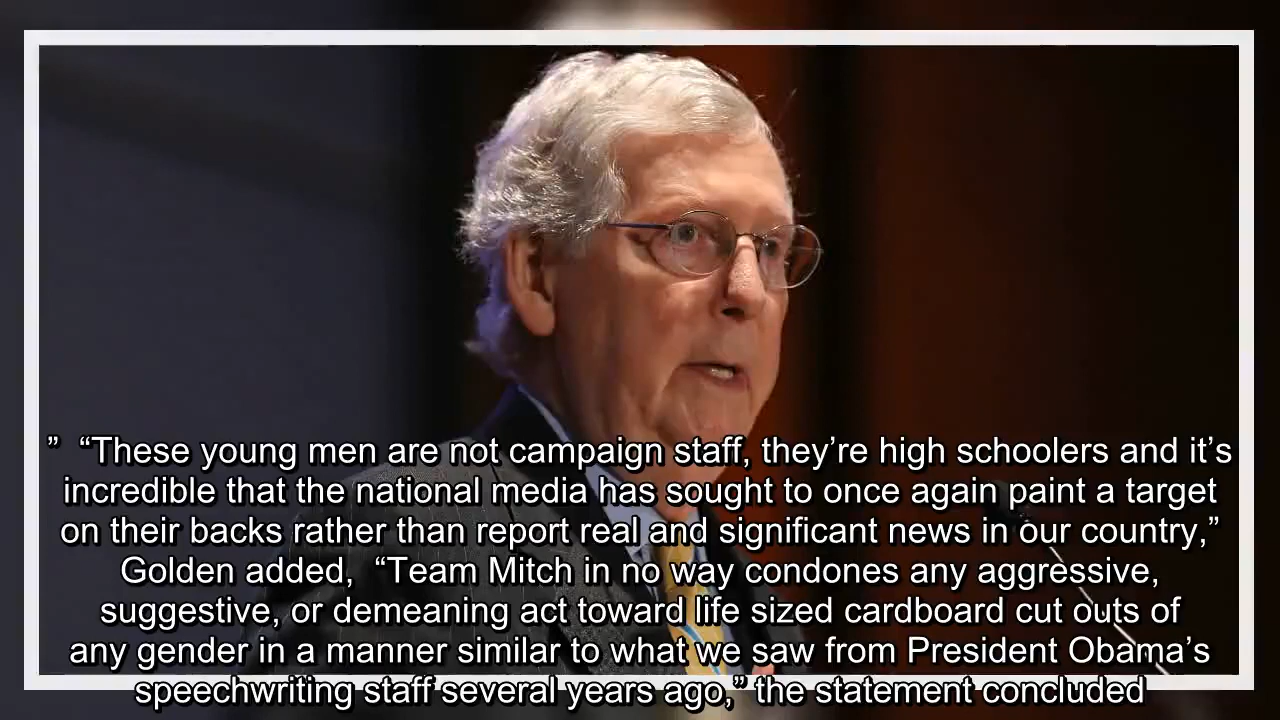 ”  “These young men are not campaign staff, they’re high schoolers and it’s
incredible that the national media has sought to once again paint a target
on their backs rather than report real and significant news in our country,”
Golden added,  “Team Mitch in no way condones any aggressive,
suggestive, or demeaning act toward life sized cardboard cut outs of
any gender in a manner similar to what we saw from President Obama’s
speechwriting staff several years ago,” the statement concluded